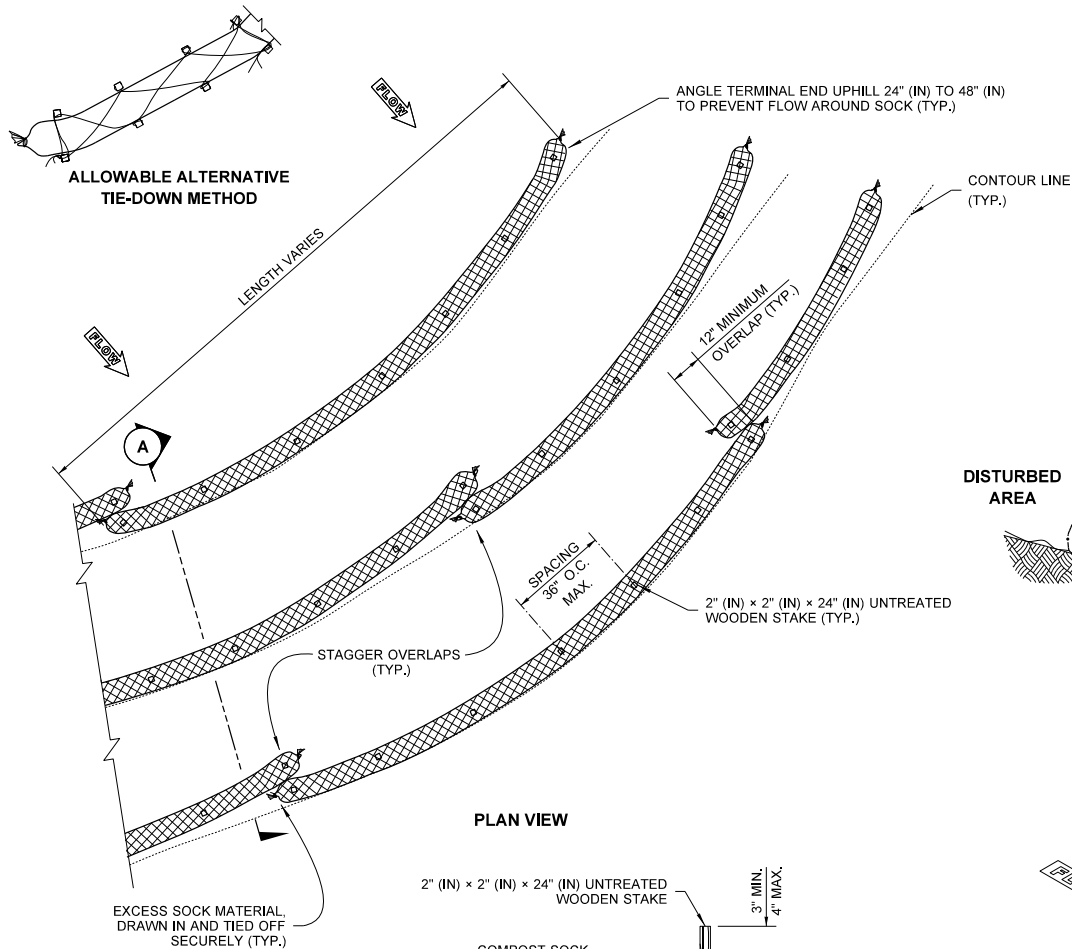 ALLOWABLE ALTERNATIVE
TIE-DOWN METHOD
FLOW
ANGLE TERMINAL END UPHILL 24" (IN) TO 48" (IN)
TO PREVENT FLOW AROUND SOCK (TYP.)
CONTOUR LINE
(TYP.)
LENGTH VARIES
FLOW
12" MINIMUM
OVERLAP (TYP.)
A
DISTURBED
AREA
SPACING
36" O.C.
MAX.
2" (IN) × 2" (IN) × 24" (IN) UNTREATED
WOODEN STAKE (TYP.)
STAGGER OVERLAPS
(TYP.)
PLAN VIEW
EXCESS SOCK MATERIAL,
DRAWN IN AND TIED OFF
SECURELY (TYP.)
2" (IN) × 2" (IN) × 24" (IN) UNTREATED
WOODEN STAKE
3" MIN.
4" MAX.
COMPOST SOCK